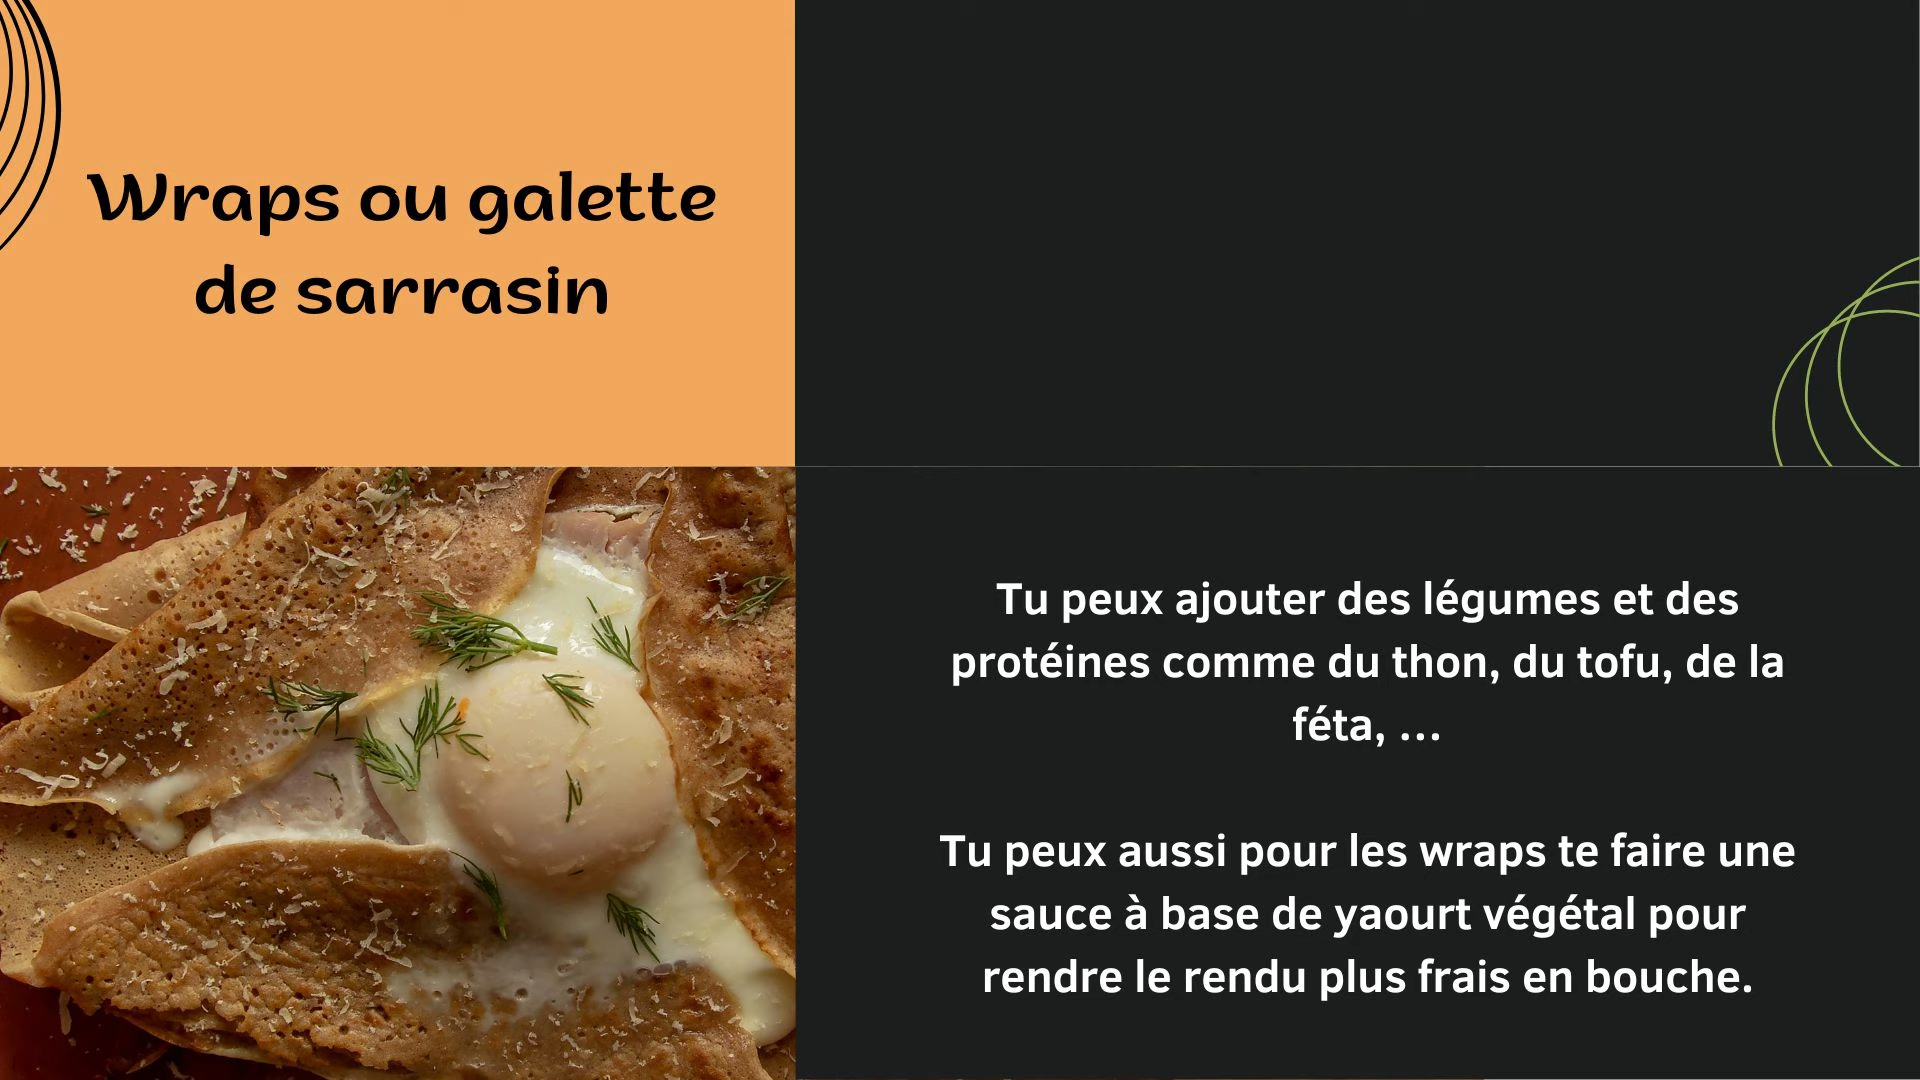 Wraps ou galette
de sarrasin
Tu peux ajouter des légumes et des
protéines comme du thon, du tofu, de la
féta, ...
Tu peux aussi pour les wraps te faire une
sauce à base de yaourt végétal pour
rendre le rendu plus frais en bouche.